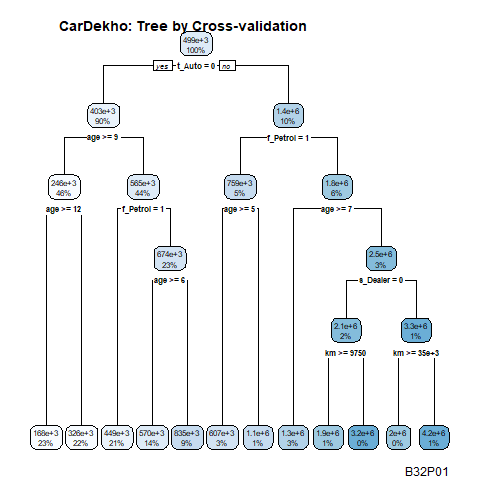 CarDekho: Tree by Cross-validation
499e+3
100%
yes t_Auto = 0 no
403e+3
90%
1.4e+6
10%
age >= 9
f_Petrol = 1
246e+3
46%
565e+3
44%
759e+3
5%
1.8e+6
6%
age >= 12
f_Petrol = 1
age >= 5
age >= 7
674e+3
23%
2.5e+6
3%
age >= 6
s_Dealer = 0
2.1e+6
2%
3.3e+6
1%
km >= 9750
km >= 35e+3
168e+3
23%
326e+3
22%
449e+3
21%
570e+3
14%
835e+3
9%
607e+3
3%
1.1e+6
1%
1.3e+6
3%
1.9e+6
1%
3.2e+6
0%
2e+6
0%
4.2e+6
1%
B32P01